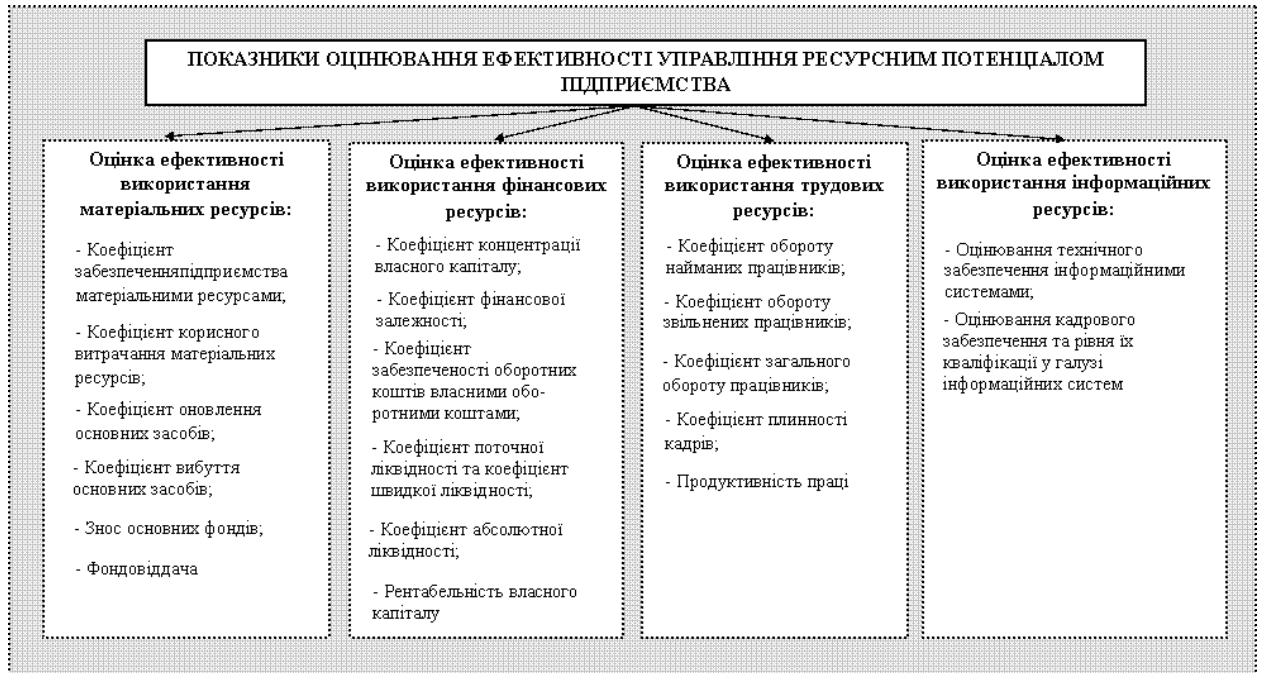 ПОКАЗНИКИ ОЦІНЮВАННЯ ЕФЕКТИВНОСТІ УПРАВЛІННЯ РЕСУРСНИМ ПОТЕНЦІАЛОМ
ПІДПРИЄМСТВА
Оцінка ефективності
використання
матеріальних ресурсів:
- Коефіцієнт
забезпеченняпідприємства
матеріальними ресурсами;
- Коефіцієнт корисного
витрачання матеріальних
ресурсів;
- Коефіцієнт оновлення
основних засобів;
- Коефіцієнт вибуття
основних засобів;
- Знос основних фондів;
- Фондовіддача
Оцінка ефективності
використання фінансових
ресурсів:
- Коефіцієнт концентрації
власного капіталу;
- Коефіцієнт фінансової
залежності;
- Коефіцієнт
забезпеченості оборотних
коштів власними обо-
ротними коштами;
- Коефіцієнт поточної
ліквідності та коефіцієнт
швидкої ліквідності;
- Коефіцієнт абсолютної
ліквідності;
- Рентабельність власного
капіталу
Оцінка ефективності
використання трудових
ресурсів:
- Коефіцієнт обороту
найманих працівників;
- Коефіцієнт обороту
звільнених працівників;
- Коефіцієнт загального
обороту працівників;
- Коефіцієнт плинності
кадрів;
- Продуктивність праці
Оцінка ефективності
використання інформаційних
ресурсів:
- Оцінювання технічного
забезпечення інформаційними
системами;
- Оцінювання кадрового
забезпечення та рівня їх
кваліфікації у галузі
інформаційних систем